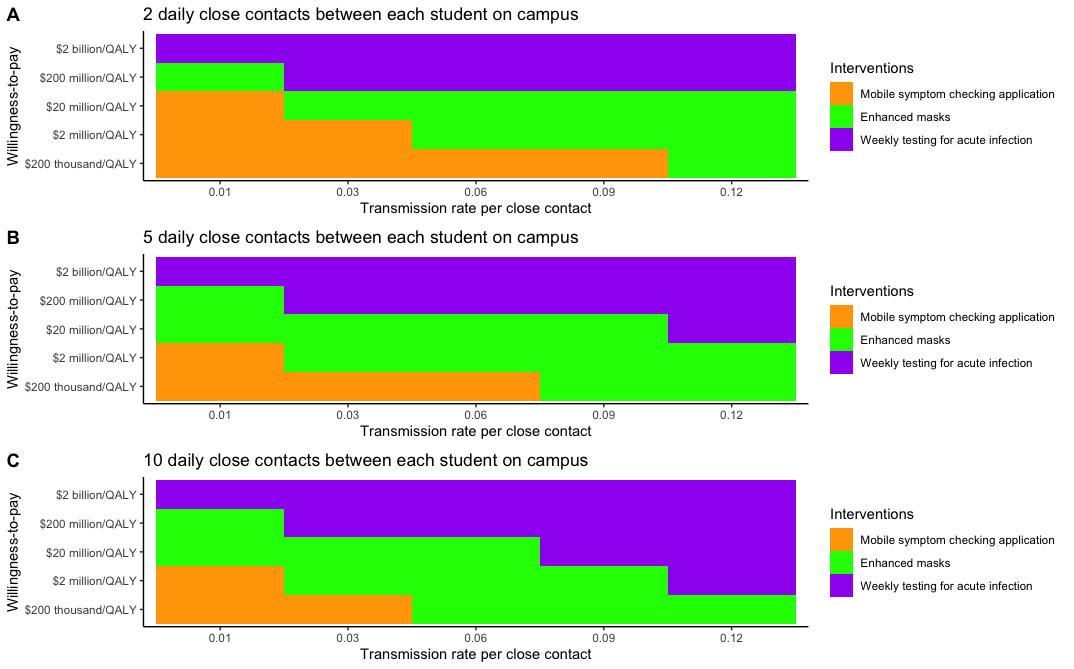 A
2 daily close contacts between each student on campus
Willingness-to-pay
$2 billion/QALY
$200 million/QALY
$20 million/QALY
$2 million/QALY
$200 thousand/QALY
0.01 0.03 0.06 0.09 0.12
Transmission rate per close contact
Interventions
Mobile symptom checking application
Enhanced masks
Weekly testing for acute infection
B
5 daily close contacts between each student on campus
Willingness-to-pay
$2 billion/QALY
$200 million/QALY
$20 million/QALY
$2 million/QALY
$200 thousand/QALY
0.01 0.03 0.06 0.09 0.12
Transmission rate per close contact
Interventions
Mobile symptom checking application
Enhanced masks
Weekly testing for acute infection
C
10 daily close contacts between each student on campus
Willingness-to-pay
$2 billion/QALY
$200 million/QALY
$20 million/QALY
$2 million/QALY
$200 thousand/QALY
0.01 0.03 0.06 0.09 0.12
Transmission rate per close contact
Interventions
Mobile symptom checking application
Enhanced masks
Weekly testing for acute infection